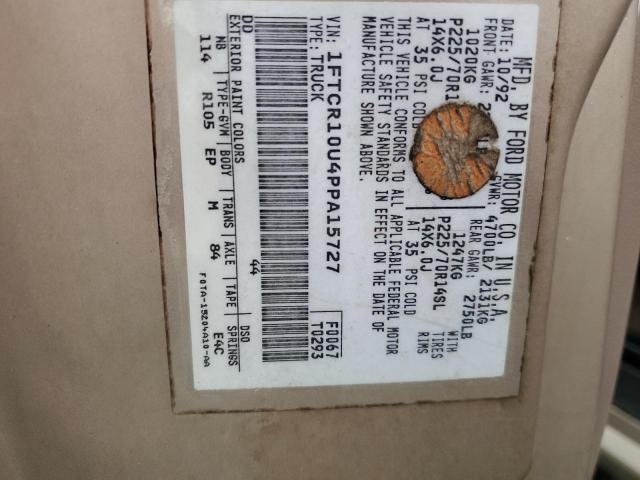 MFD. BY FORD MOTOR CO. IN U.S.A.
DATE: 10/92 GVWR: 4700LB/ 2131KG
FRONT GAWR: 2 LB REAR GAWR: 2750LB
1020KG 1247KG WITH
P225/70R1 P225/70R14SL TIRES
14X6.0J 14X6.0J RIMS
AT 35 PSI COLD AT 35 PSI COLD
THIS VEHICLE CONFORMS TO ALL APPLICABLE FEDERAL MOTOR
VEHICLE SAFETY STANDARDS IN EFFECT ON THE DATE OF
MANUFACTURE SHOWN ABOVE.
VIN: 1FTCR10U4PPA15727 F0067
TYPE: TRUCK T0293
DD 44 DSO
EXTERIOR PAINT COLORS
WB TYPE-GVW BODY TRANS AXLE TAPE SPRINGS
114 R105 EP M 84 E4C
F0TA-15204A10-AA